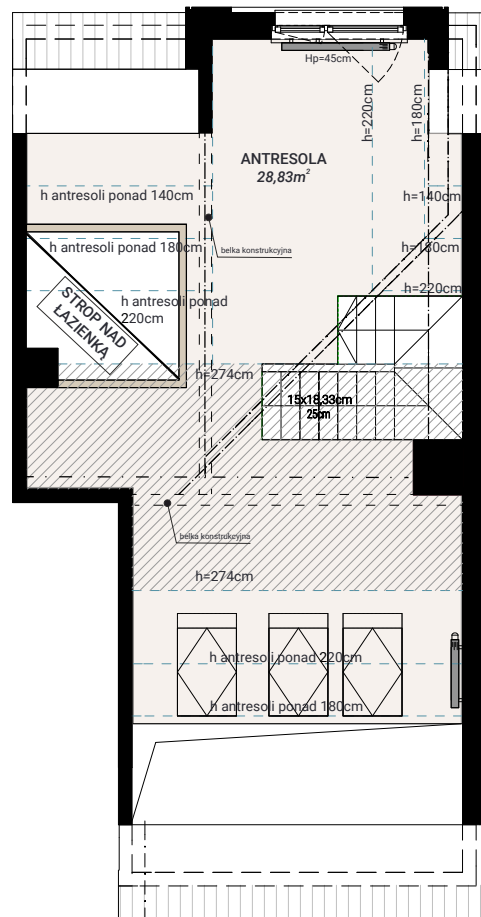 Hp=45cm
h=220cm
h=180cm
ANTRESOLA
28,83m²
h antresoli ponad 140cm
h=140cm
h antresoli ponad 180cm
h=180cm
belka konstrukcyjna
h=220cm
STROP NAD
ŁAZIENKĄ
h antresoli ponad
220cm
h=274cm
15x18,33cm
25cm
belka konstrukcyjna
h=274cm
h antresoli ponad 220cm
h antresoli ponad 180cm